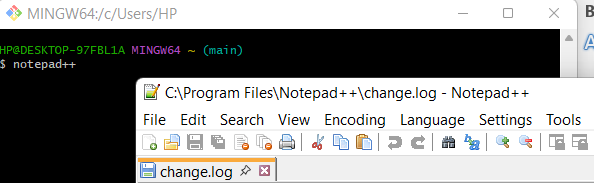 MINGW64:/c/Users/HP
HP@DESKTOP-97FBL1A MINGW64 ~ (main)
$ notepad++
C:\Program Files\Notepad++\change.log - Notepad++
File Edit Search View Encoding Language Settings Tools
change.log